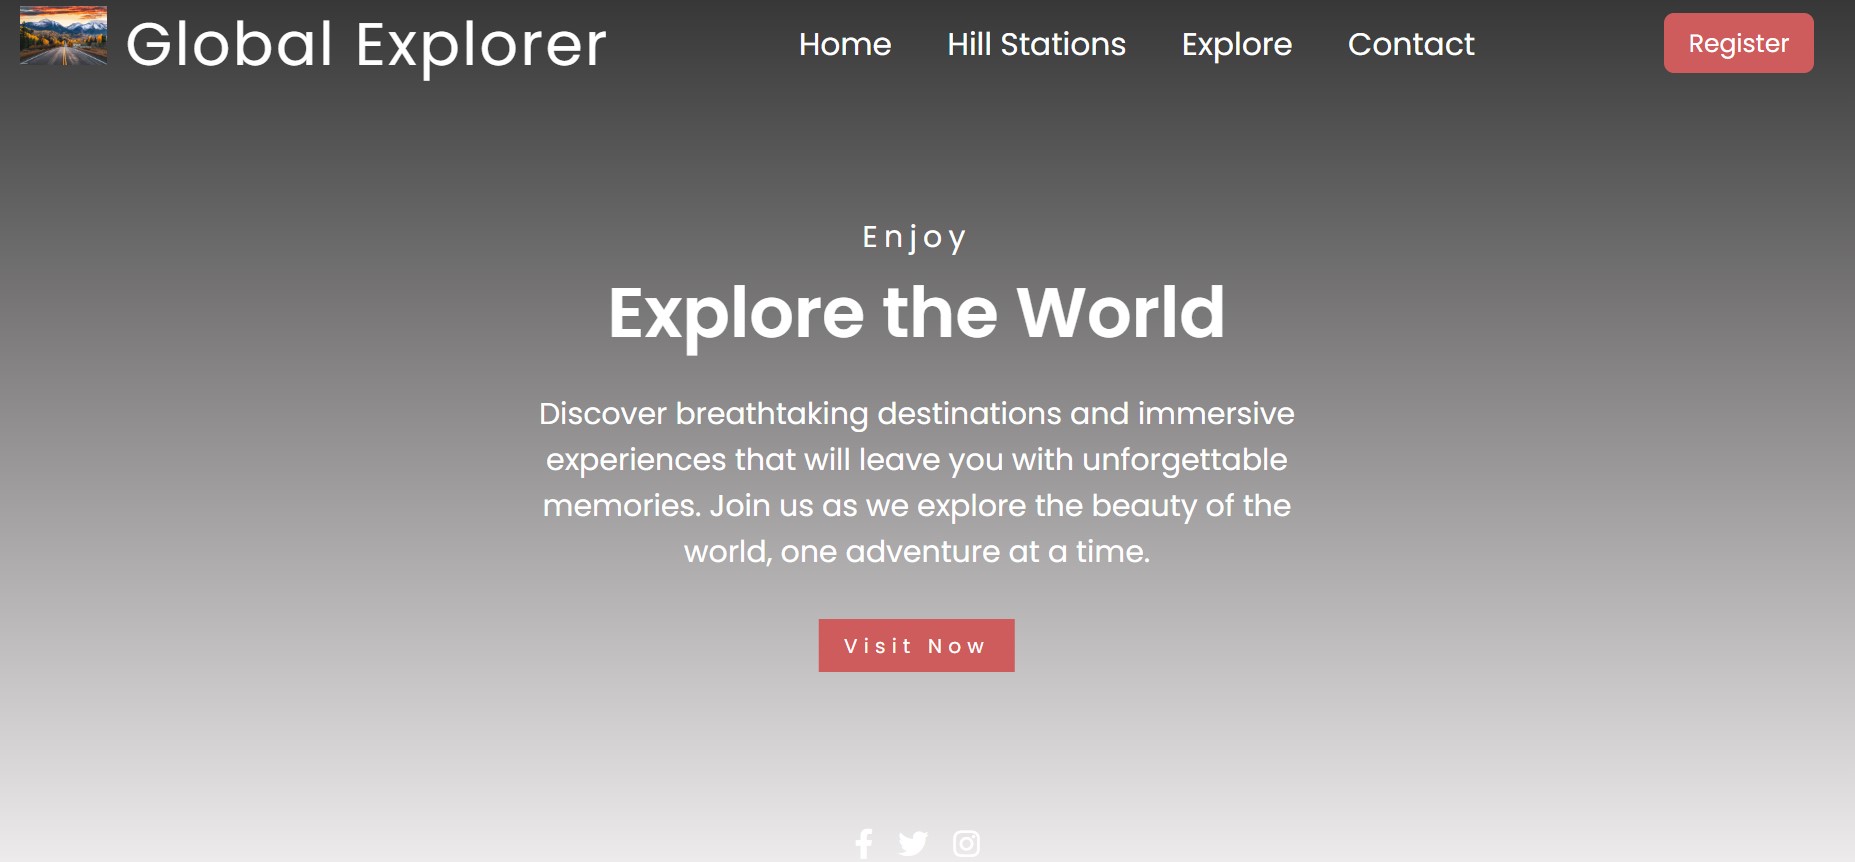 Global Explorer
Home
Hill Stations
Explore
Contact
Register
Enjoy
Explore the World
Discover breathtaking destinations and immersive
experiences that will leave you with unforgettable
memories. Join us as we explore the beauty of the
world, one adventure at a time.
Visit Now